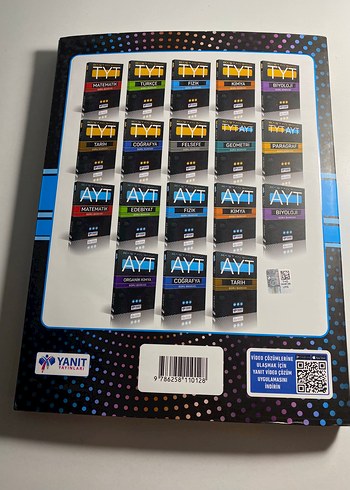 TYT TYT TYT TYT TYT
MATEMATİK TÜRKÇE FİZİK KİMYA BİYOLOJİ
TYT TYT TYT TYT AYT TYT AYT
TARİH COĞRAFYA FELSEFE GEOMETRİ PARAGRAF
AYT AYT AYT AYT AYT
MATEMATİK EDEBİYAT FİZİK KİMYA BİYOLOJİ
AYT AYT AYT
ORGANİK KİMYA COĞRAFYA TARİH
YANIT
YAYINLARI
9 786258 110128
VİDEO ÇÖZÜMLERİNE
ULAŞMAK İÇİN
YANIT VİDEO ÇÖZÜM
UYGULAMASINI
İNDİRİN